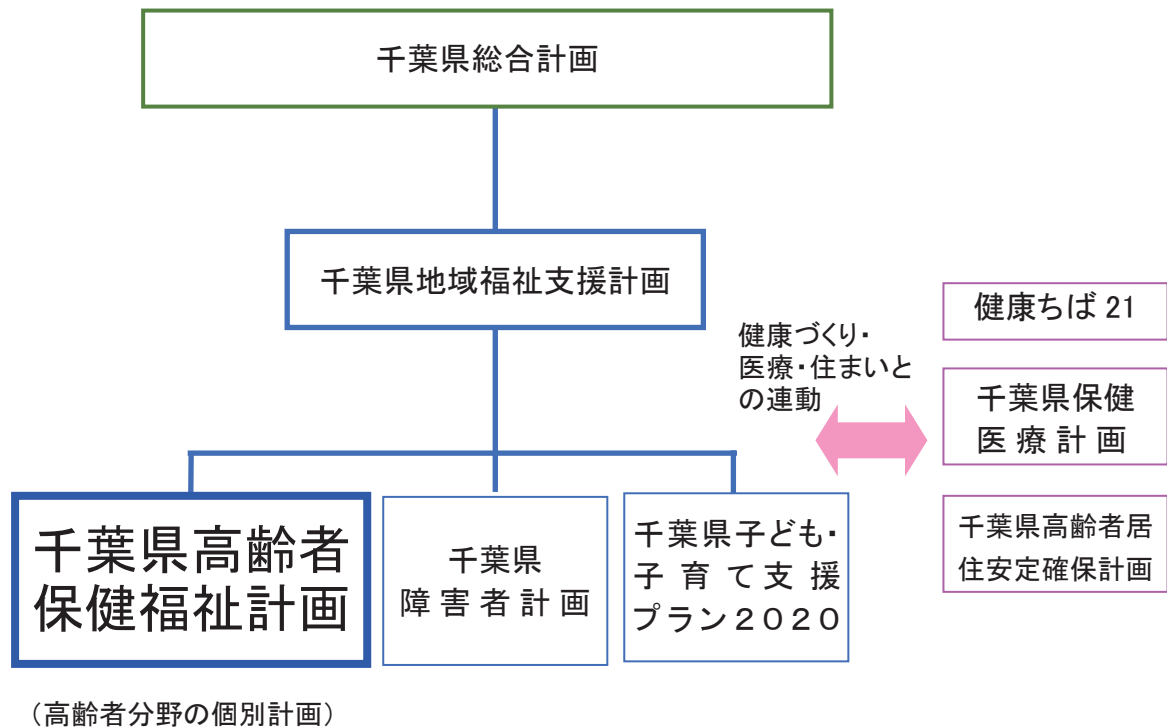 千葉県総合計画
千葉県地域福祉支援計画
健康づくり・
医療・住まいと
の連動
健康ちば 21
千葉県保健
医療計画
千葉県高齢者居
住安定確保計画
千葉県高齢者
保健福祉計画
千葉県
障害者計画
千葉県子ども・
子育て支援
プラン２０２０
（高齢者分野の個別計画）